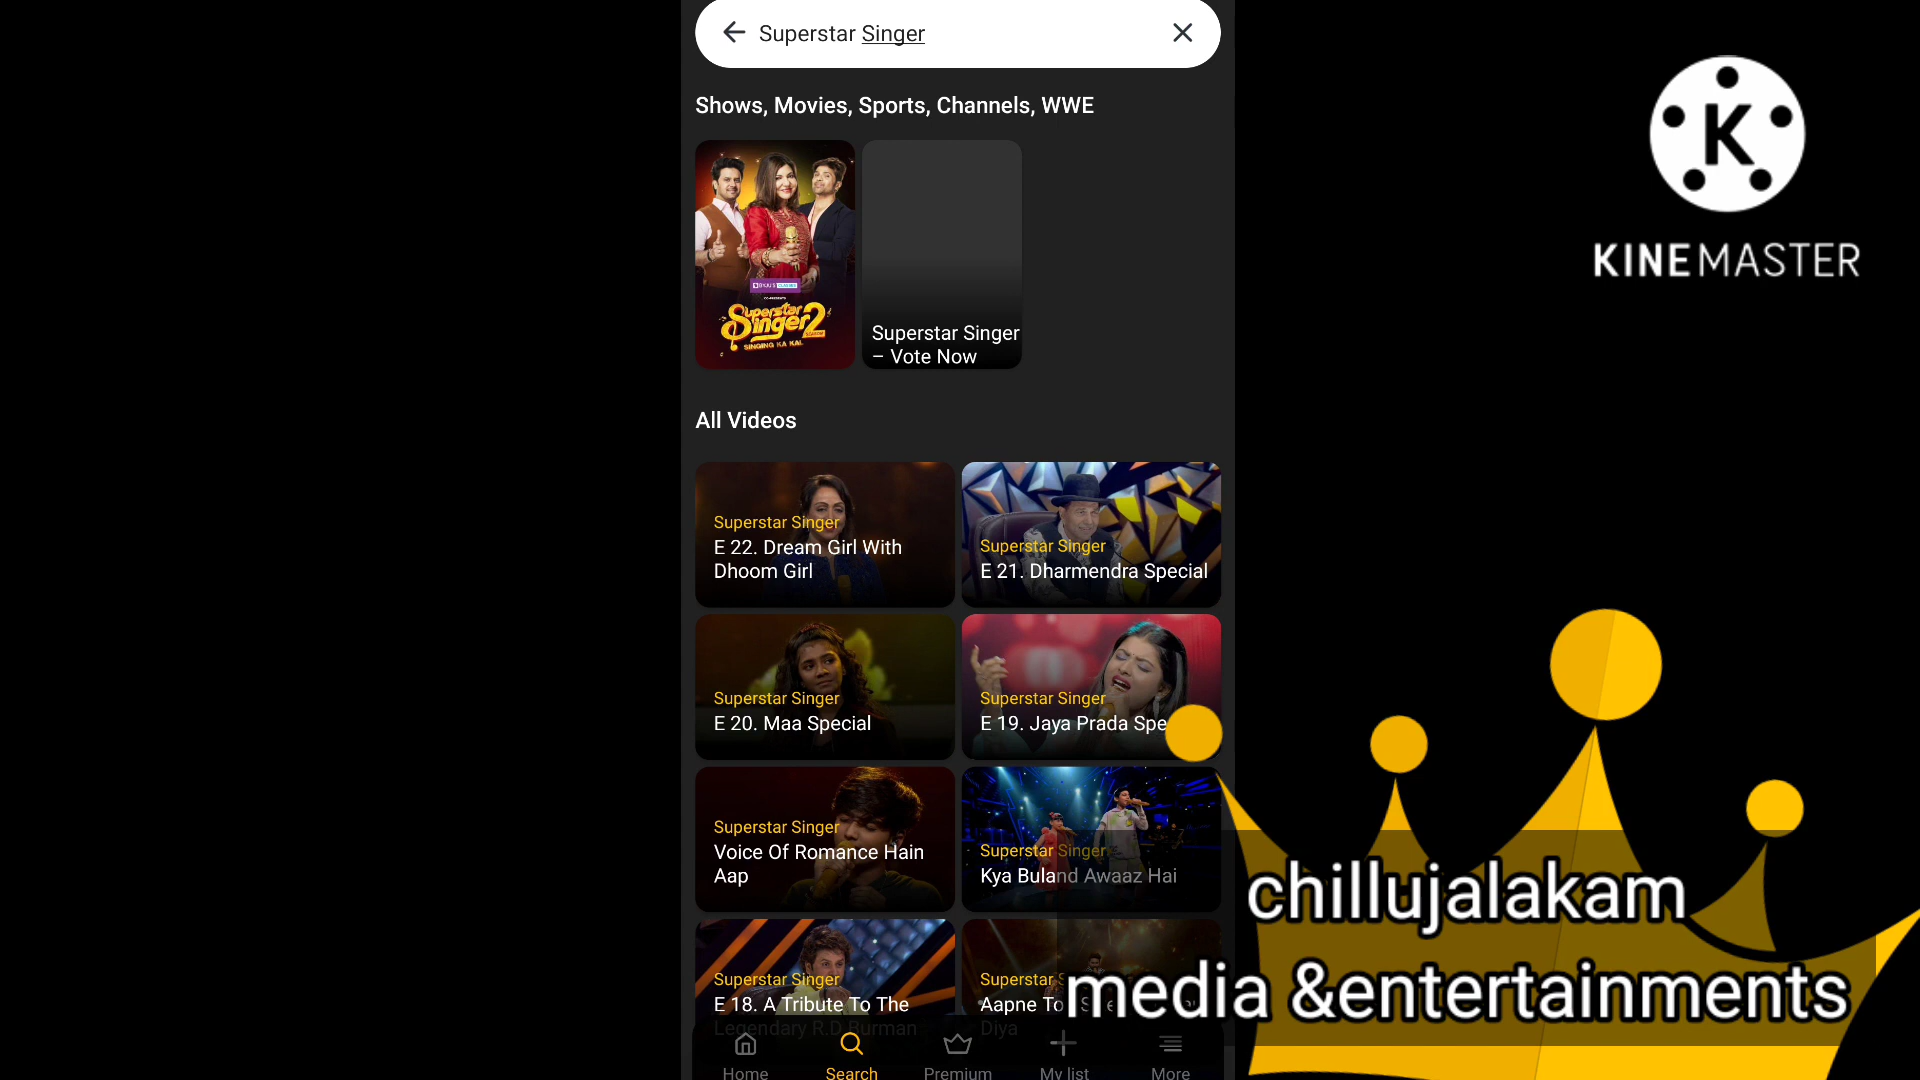 Superstar Singer
KINEMASTER
Shows, Movies, Sports, Channels, WWE
Superstar
Singer 2
SINGING KA KAL
Superstar Singer
– Vote Now
All Videos
Superstar Singer
E 22. Dream Girl With
Dhoom Girl
Superstar Singer
E 21. Dharmendra Special
Superstar Singer
E 20. Maa Special
Superstar Singer
E 19. Jaya Prada Spe
Superstar Singer
Voice Of Romance Hain
Aap
Superstar Singer
Kya Buland Awaaz Hai
Superstar Singer
E 18. A Tribute To The
Legendary R.D Burman
Superstar
Aapne To
Diya
chillujalakam
media &entertainments
Home
Search
Premium
My list
More